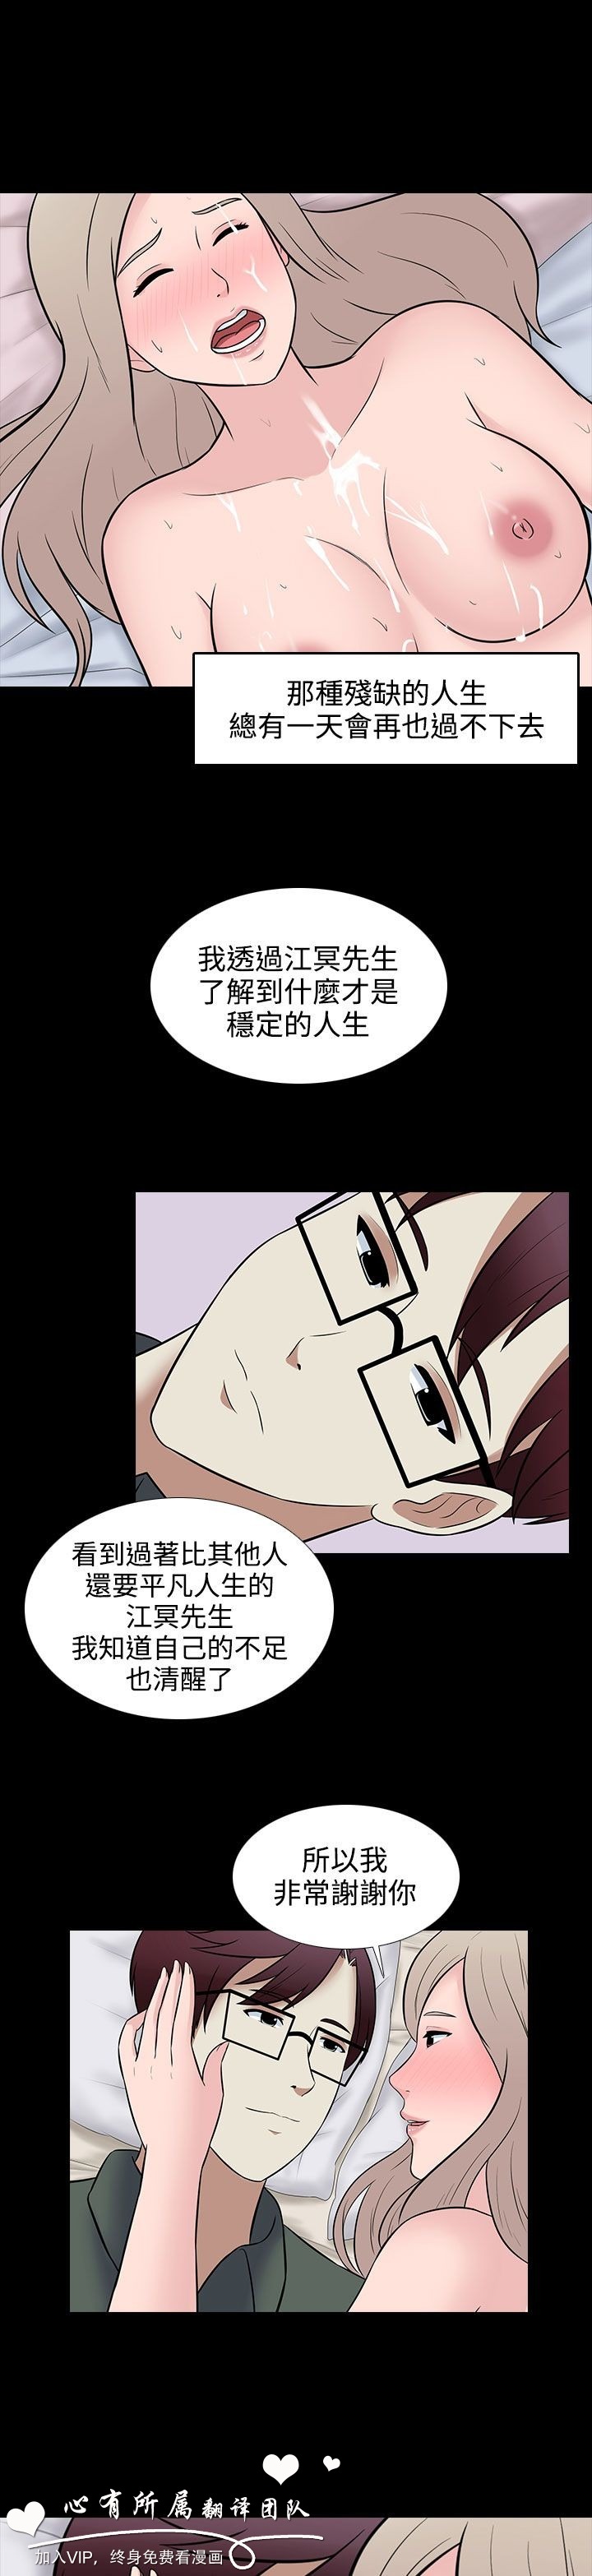 那種殘缺的人生
總有一天會再也過不下去
我透過江冥先生
了解到什麼才是
穩定的人生
看到過著比其他人
還要平凡人生的
江冥先生
我知道自己的不足
也清醒了
所以我
非常謝謝你
心有所属翻译团队
加入VIP，终身免费看漫画